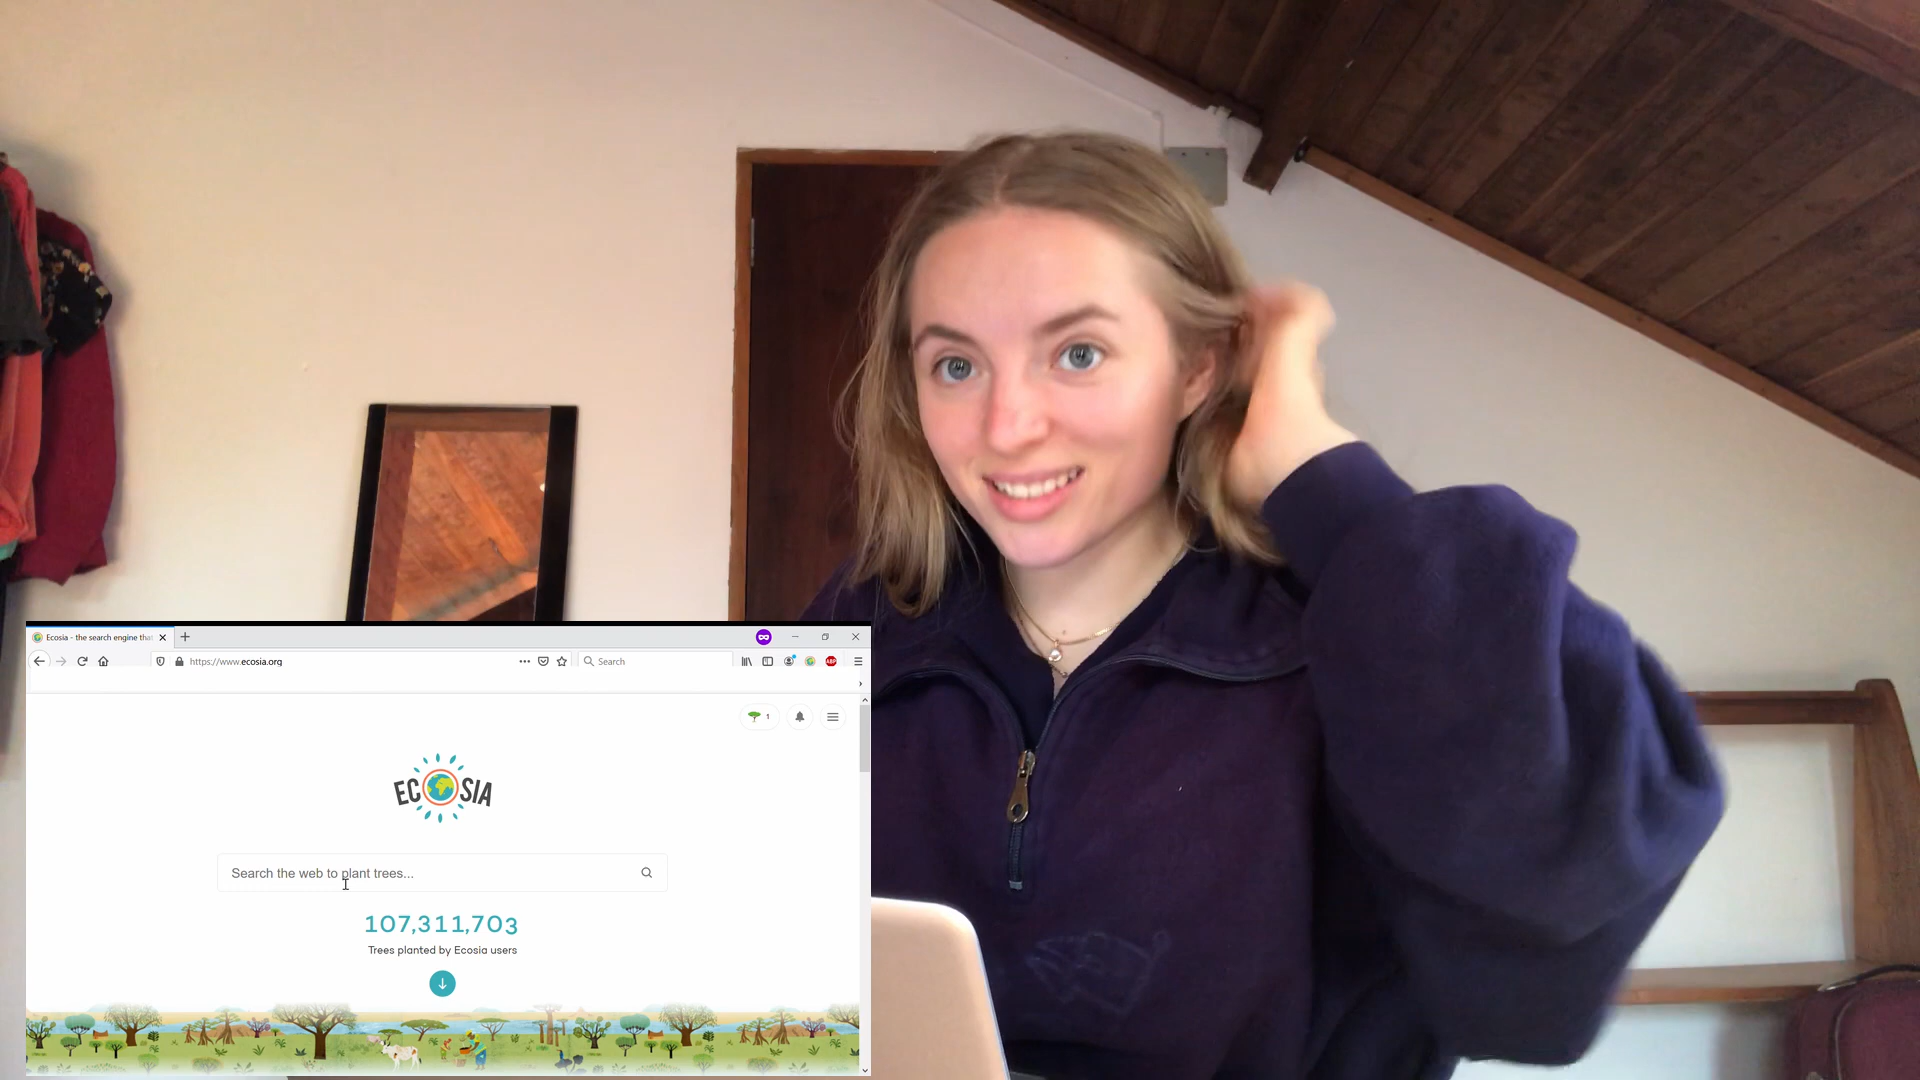 Ecosia - the search engine that
https://www.ecosia.org
Search
ABP
1
ECOSIA
Search the web to plant trees...
107,311,703
Trees planted by Ecosia users